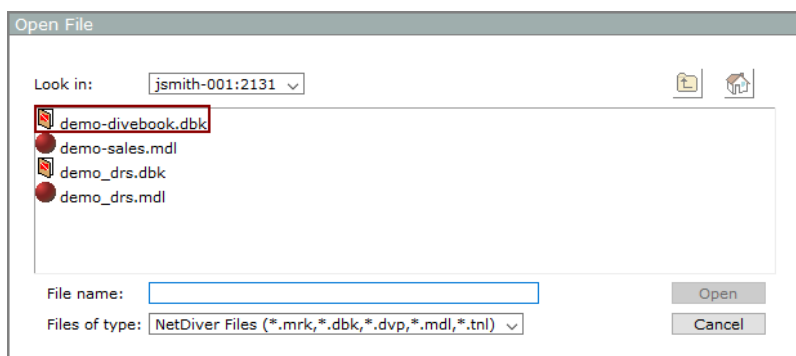 Open File
Look in: jsmith-001:2131
demo-divebook.dbk
demo-sales.mdl
demo_drs.dbk
demo_drs.mdl
File name: Open
Files of type: NetDiver Files (*.mrk,*.dbk,*.dvp,*.mdl,*.tnl) Cancel